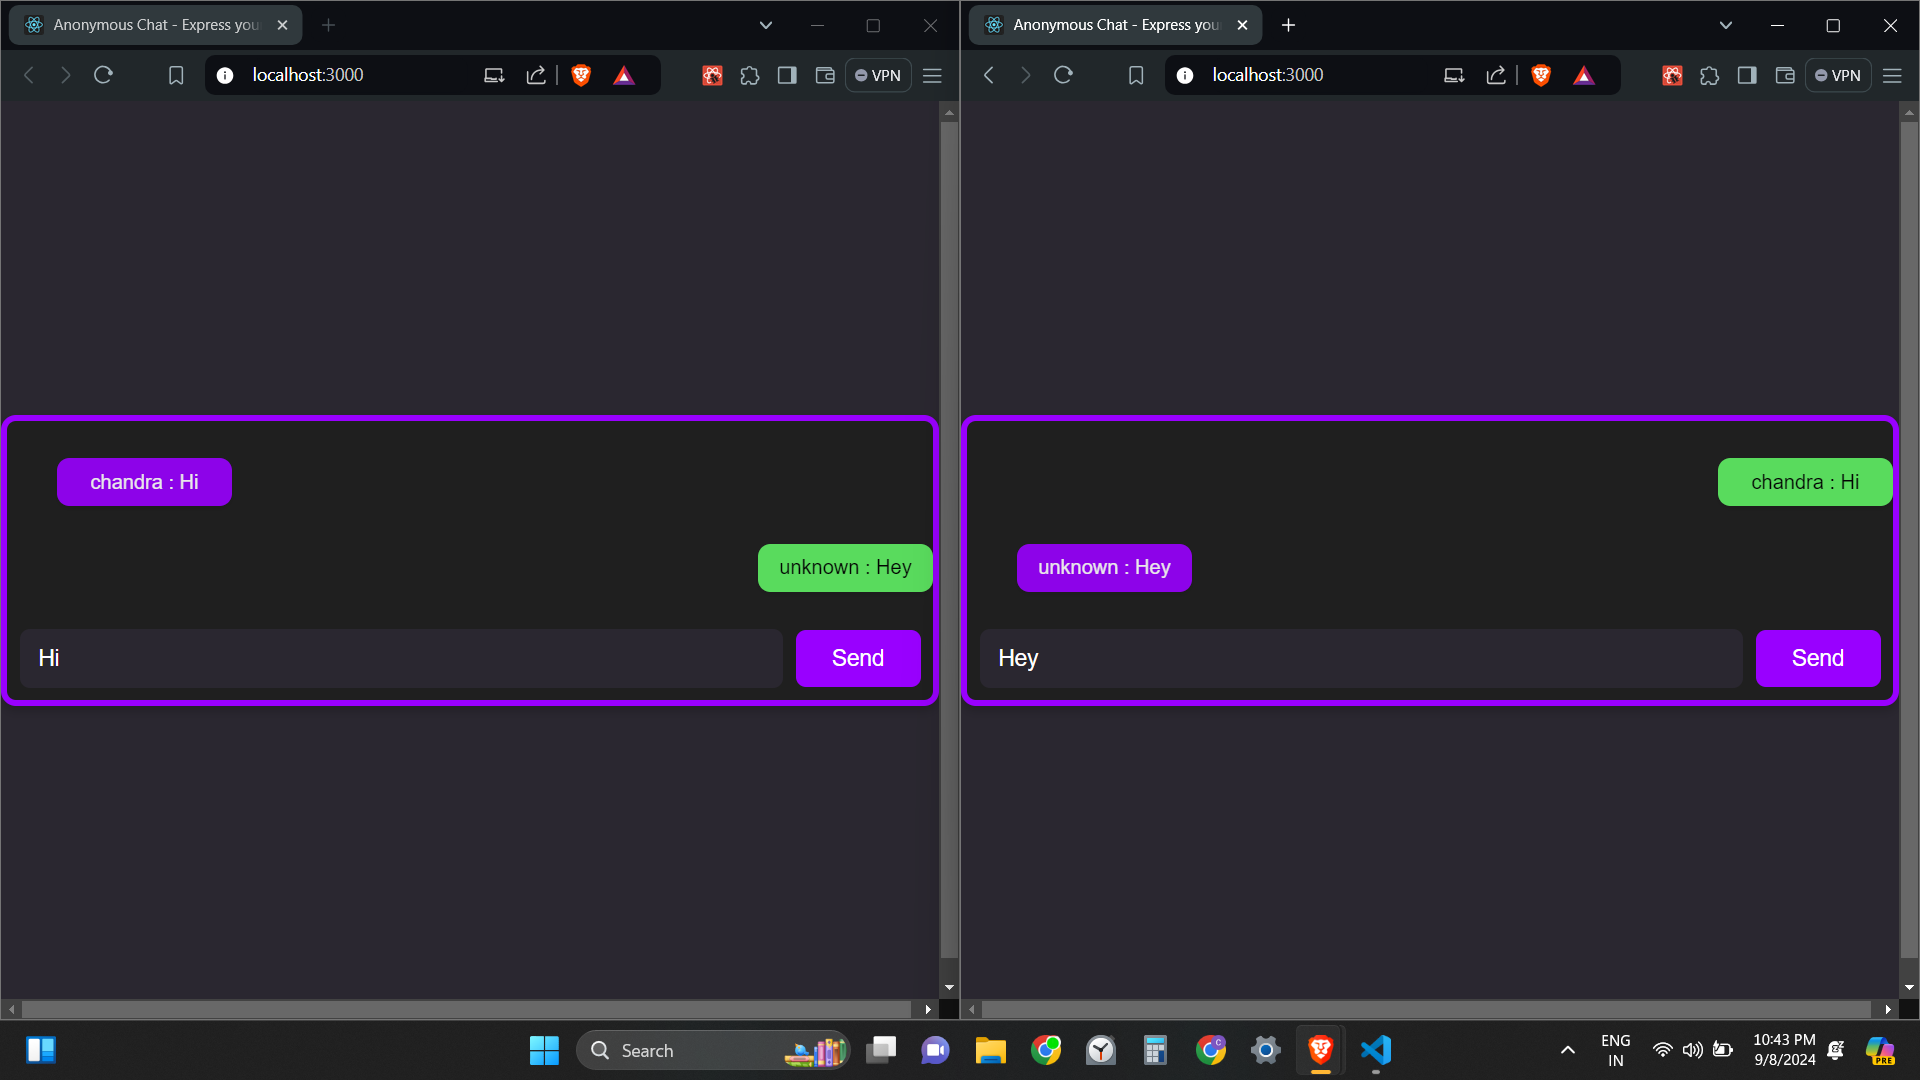 Anonymous Chat - Express you
localhost:3000
VPN
chandra : Hi
unknown : Hey
Hi
Send
Anonymous Chat - Express you
localhost:3000
VPN
chandra : Hi
unknown : Hey
Hey
Send
Search
ENG
IN
10:43 PM
9/8/2024
PRE